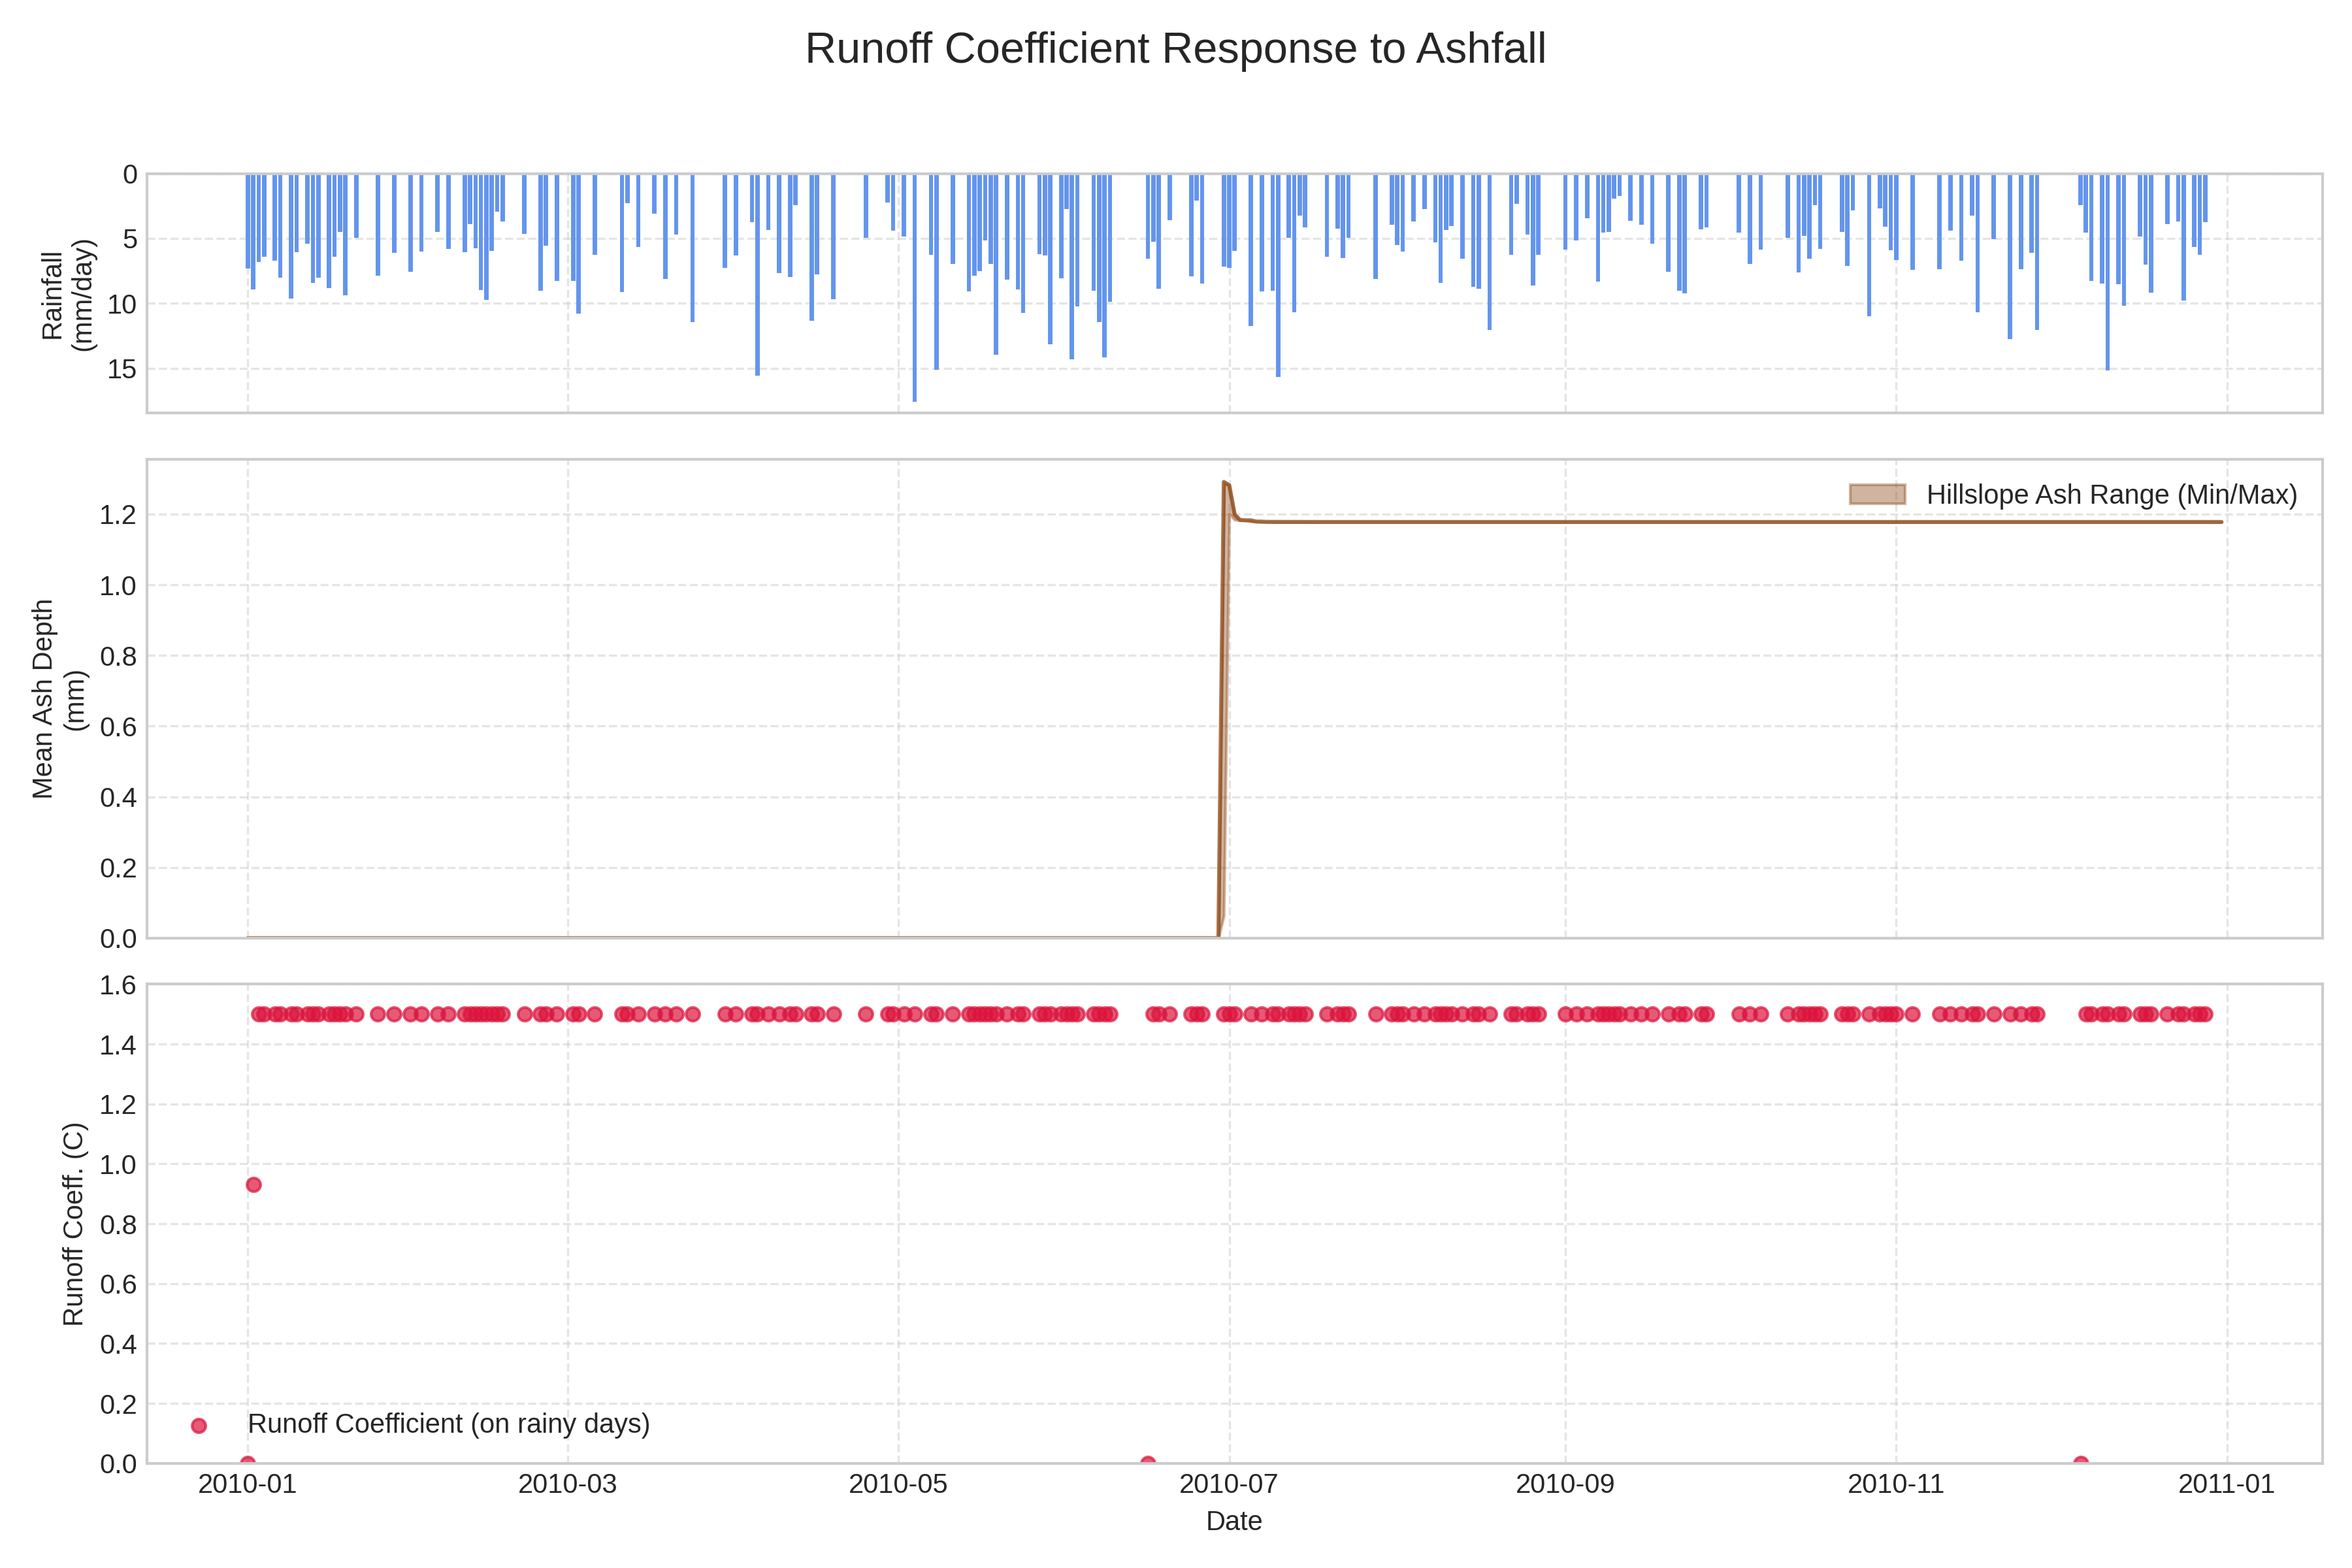 Runoff Coefficient Response to Ashfall
Rainfall
(mm/day)
0
5
10
15
Mean Ash Depth
(mm)
1.2
1.0
0.8
0.6
0.4
0.2
0.0
Hillslope Ash Range (Min/Max)
Runoff Coeff. (C)
1.6
1.4
1.2
1.0
0.8
0.6
0.4
0.2
0.0
Runoff Coefficient (on rainy days)
2010-01 2010-03 2010-05 2010-07 2010-09 2010-11 2011-01
Date